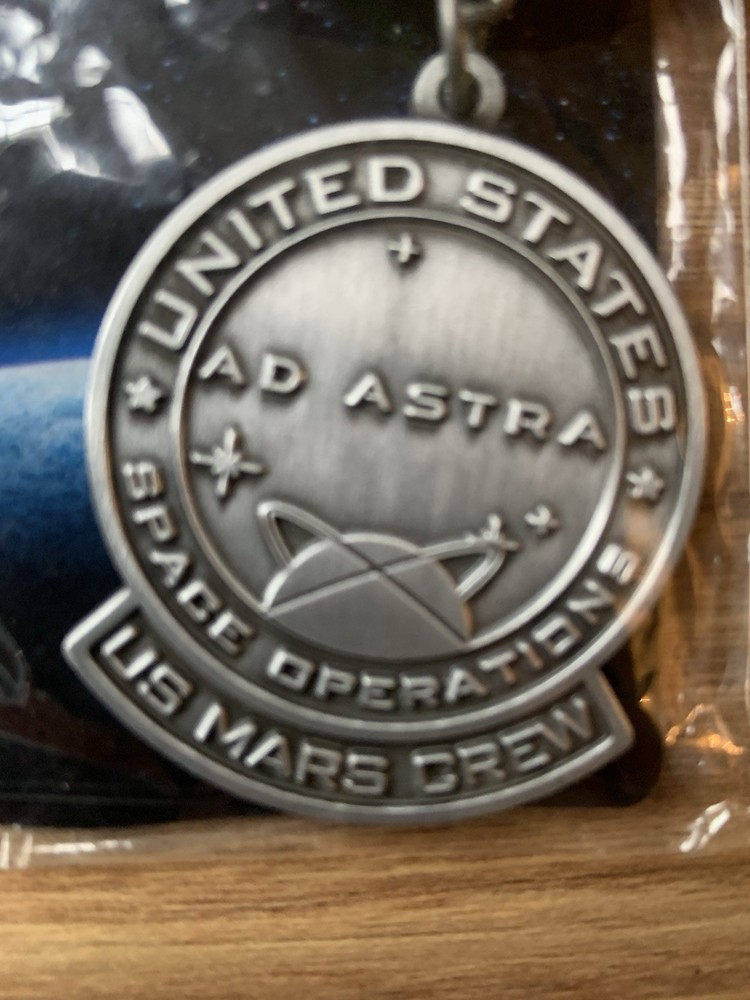 UNITED STATES
AD ASTRA
SPACE OPERATIONS
US MARS CREW